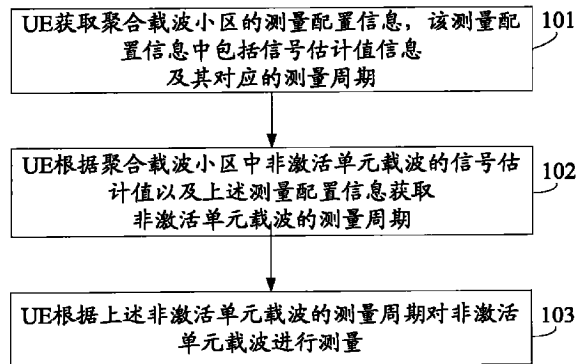 UE获取聚合载波小区的测量配置信息，该测量配
置信息中包括信号估计值信息
及其对应的测量周期
101
UE根据聚合载波小区中非激活单元载波的信号估
计值以及上述测量配置信息获取
非激活单元载波的测量周期
102
UE根据上述非激活单元载波的测量周期对非激活
单元载波进行测量
103